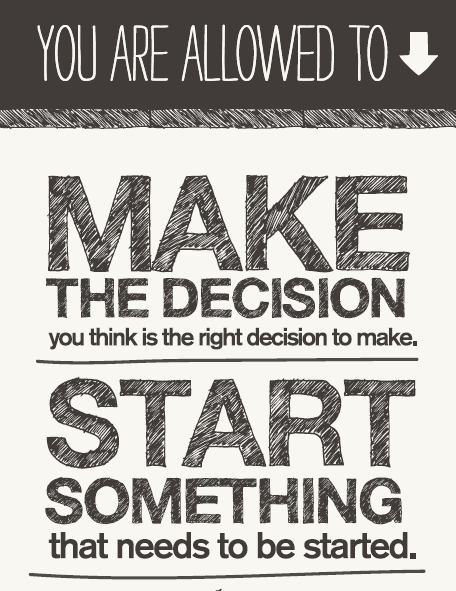 YOU ARE ALLOWED TO
MAKE
THE DECISION
you think is the right decision to make.
START
SOMETHING
that needs to be started.